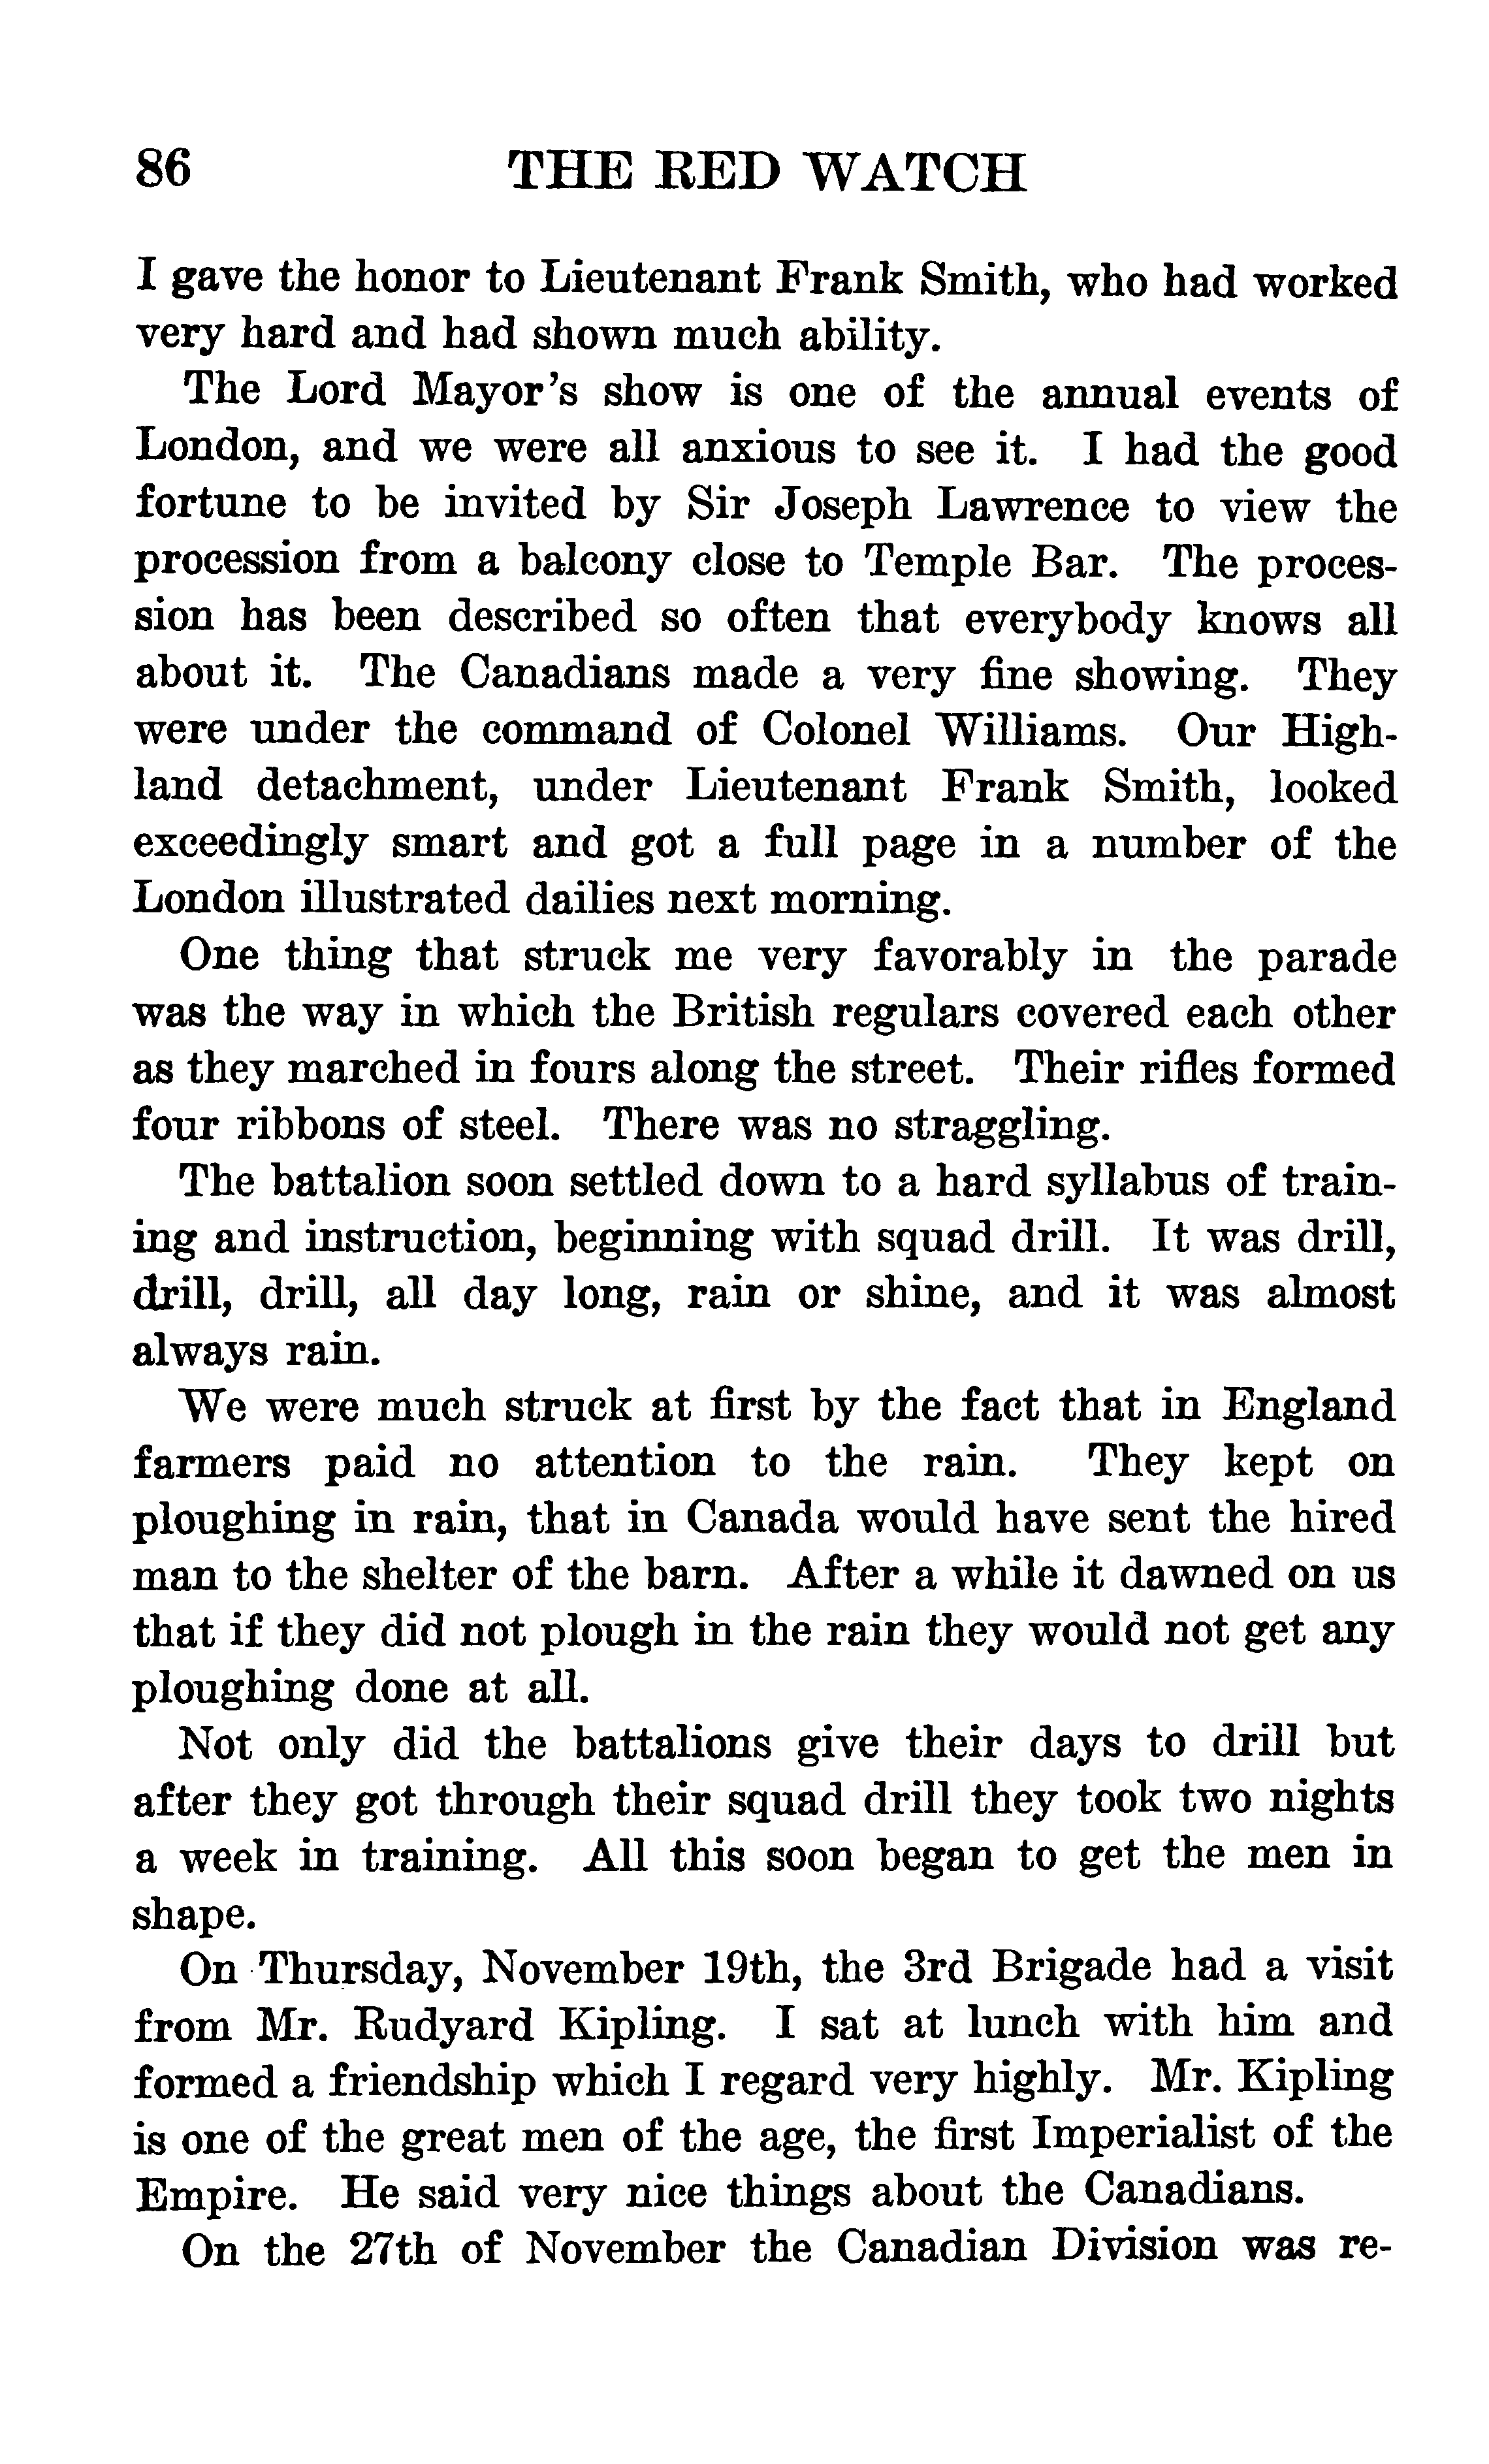 86 THE RED WATCH
I gave the honor to Lieutenant Frank Smith, who had worked
very hard and had shown much ability.
The Lord Mayor's show is one of the annual events of
London, and we were all anxious to see it. I had the good
fortune to be invited by Sir Joseph Lawrence to view the
procession from a balcony close to Temple Bar. The proces-
sion has been described so often that everybody knows all
about it. The Canadians made a very fine showing. They
were under the command of Colonel Williams. Our High-
land detachment, under Lieutenant Frank Smith, looked
exceedingly smart and got a full page in a number of the
London illustrated dailies next morning.
One thing that struck me very favorably in the parade
was the way in which the British regulars covered each other
as they marched in fours along the street. Their rifles formed
four ribbons of steel. There was no straggling.
The battalion soon settled down to a hard syllabus of train-
ing and instruction, beginning with squad drill. It was drill,
drill, drill, all day long, rain or shine, and it was almost
always rain.
We were much struck at first by the fact that in England
farmers paid no attention to the rain. They kept on
ploughing in rain, that in Canada would have sent the hired
man to the shelter of the barn. After a while it dawned on us
that if they did not plough in the rain they would not get any
ploughing done at all.
Not only did the battalions give their days to drill but
after they got through their squad drill they took two nights
a week in training. All this soon began to get the men in
shape.
On Thursday, November 19th, the 3rd Brigade had a visit
from Mr. Rudyard Kipling. I sat at lunch with him and
formed a friendship which I regard very highly. Mr. Kipling
is one of the great men of the age, the first Imperialist of the
Empire. He said very nice things about the Canadians.
On the 27th of November the Canadian Division was re-